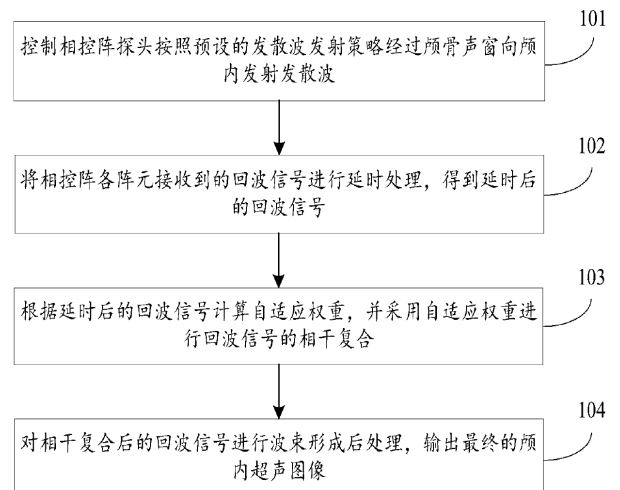 101
控制相控阵探头按照预设的发散波发射策略经过颅骨声窗向颅
内发射发散波
102
将相控阵各阵元接收到的回波信号进行延时处理，得到延时后
的回波信号
103
根据延时后的回波信号计算自适应权重，并采用自适应权重进
行回波信号的相干复合
104
对相干复合后的回波信号进行波束形成后处理，输出最终的颅
内超声图像